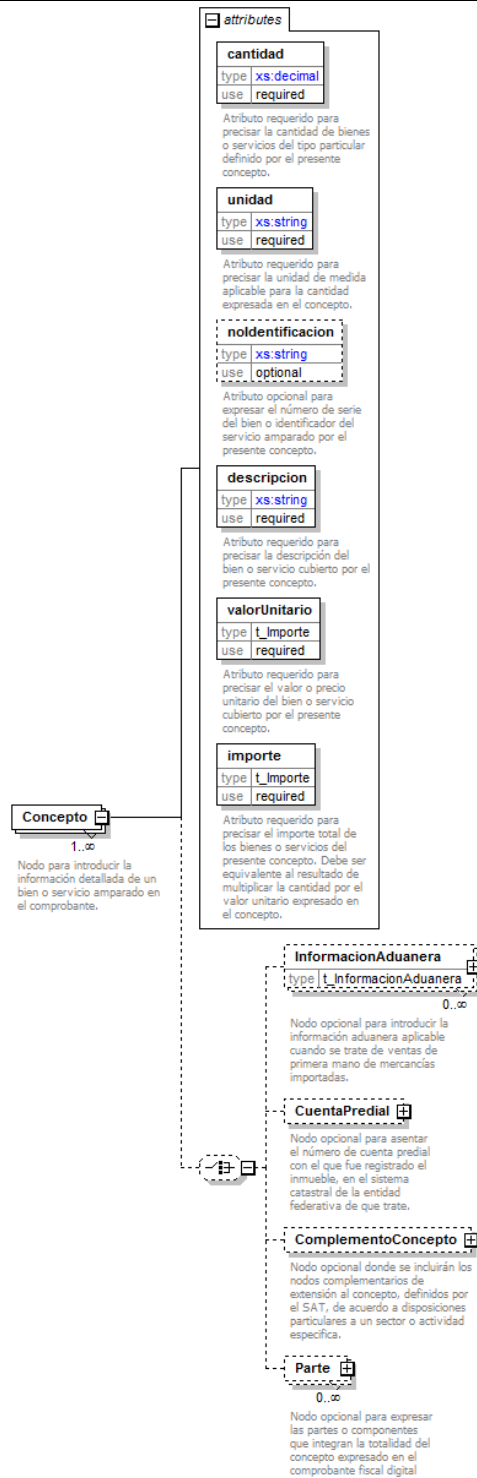 attributes
cantidad
type xs:decimal
use required
Atributo requerido para
precisar la cantidad de bienes
o servicios del tipo particular
definido por el presente
concepto.
unidad
type xs:string
use required
Atributo requerido para
precisar la unidad de medida
aplicable para la cantidad
expresada en el concepto.
noIdentificacion
type xs:string
use optional
Atributo opcional para
expresar el número de serie
del bien o identificador del
servicio amparado por el
presente concepto.
descripcion
type xs:string
use required
Atributo requerido para
precisar la descripción del
bien o servicio cubierto por el
presente concepto.
valorUnitario
type t_Importe
use required
Atributo requerido para
precisar el valor o precio
unitario del bien o servicio
cubierto por el presente
concepto.
importe
type t_Importe
use required
Atributo requerido para
precisar el importe total de
los bienes o servicios del
presente concepto. Debe ser
equivalente al resultado de
multiplicar la cantidad por el
valor unitario expresado en
el concepto.
Concepto
1..∞
Nodo para introducir la
información detallada de un
bien o servicio amparado en
el comprobante.
InformacionAduanera
type t_InformacionAduanera
0..∞
Nodo opcional para introducir la
información aduanera aplicable
cuando se trate de ventas de
primera mano de mercancías
importadas.
CuentaPredial
Nodo opcional para asentar
el número de cuenta predial
con el que fue registrado el
inmueble, en el sistema
catastral de la entidad
federativa de que trate.
ComplementoConcepto
Nodo opcional donde se incluirán los
nodos complementarios de
extensión al concepto, definidos por
el SAT, de acuerdo a disposiciones
particulares a un sector o actividad
especifica.
Parte
0..∞
Nodo opcional para expresar
las partes o componentes
que integran la totalidad del
concepto expresado en el
comprobante fiscal digital